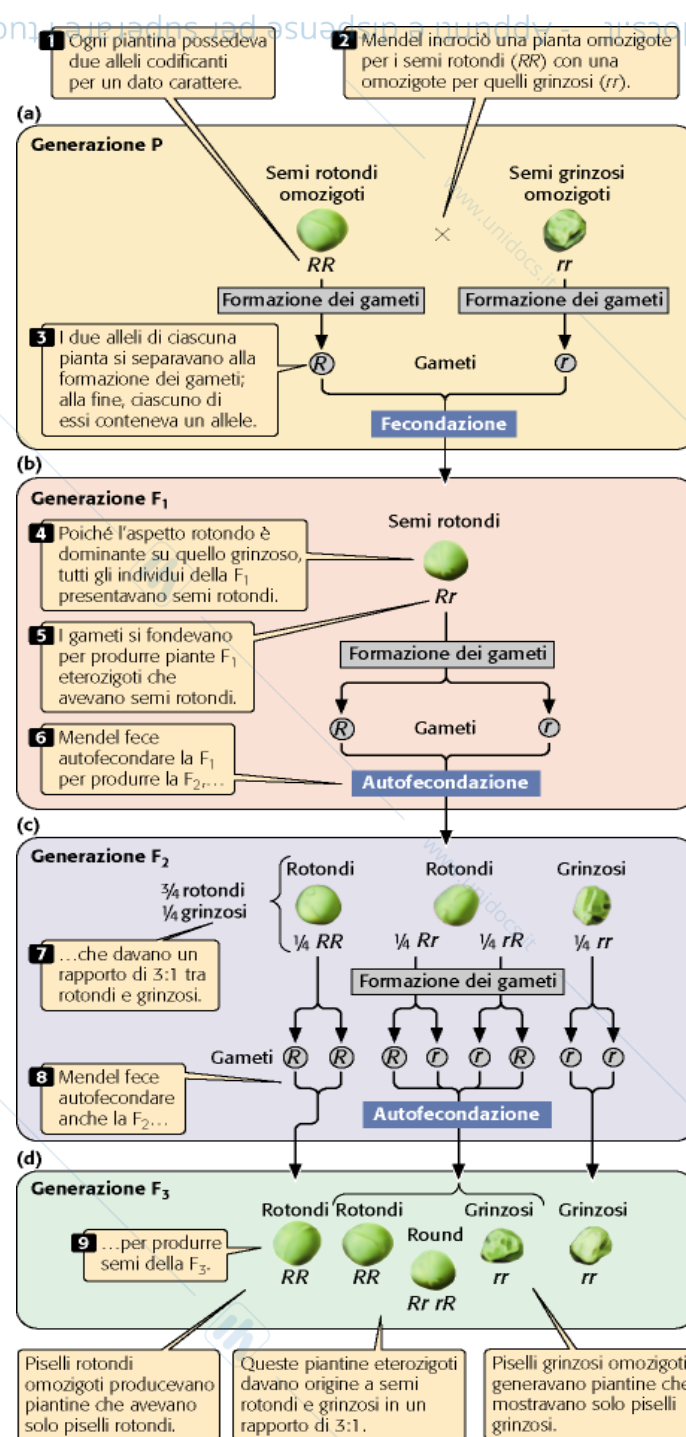 - Appunti e dispense per superare i tuoi
1 Ogni piantina possedeva
due alleli codificanti
per un dato carattere.
2 Mendel incrociò una pianta omozigote
per i semi rotondi (RR) con una
omozigote per quelli grinzosi (rr).
(a)
Generazione P
Semi rotondi
omozigoti
Semi grinzosi
omozigoti
www.unidocs.it
×
RR
rr
Formazione dei gameti
Formazione dei gameti
3 I due alleli di ciascuna
pianta si separavano alla
formazione dei gameti;
alla fine, ciascuno di
essi conteneva un allele.
R
Gameti
r
Fecondazione
(b)
Generazione F1
4 Poiché l'aspetto rotondo è
dominante su quello grinzoso,
tutti gli individui della F1
presentavano semi rotondi.
Semi rotondi
Rr
5 I gameti si fondevano
per produrre piante F1
eterozigoti che
avevano semi rotondi.
Formazione dei gameti
R
Gameti
r
6 Mendel fece
autofecondare la F1
per produrre la F2,...
Autofecondazione
(c)
Generazione F2
www.unidocs.it
3/4 rotondi
1/4 grinzosi
Rotondi
Rotondi
Grinzosi
1/4 RR
1/4 Rr
1/4 rR
1/4 rr
7 ...che davano un
rapporto di 3:1 tra
rotondi e grinzosi.
Formazione dei gameti
Gameti R R R r r R r r
8 Mendel fece
autofecondare
anche la F2...
Autofecondazione
(d)
Generazione F3
Rotondi Rotondi Grinzosi Grinzosi
Round
9 ...per produrre
semi della F3.
RR RR rr rr
Rr rR
Piselli rotondi
omozigoti producevano
piantine che avevano
solo piselli rotondi.
Queste piantine eterozigoti
davano origine a semi
rotondi e grinzosi in un
rapporto di 3:1.
Piselli grinzosi omozigoti
generavano piantine che
mostravano solo piselli
grinzosi.